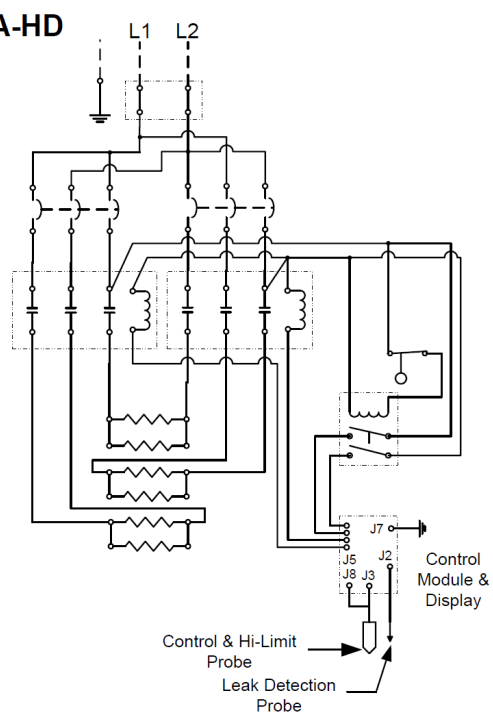 A-HD
L1 L2
J7
J5
J2
J8 J3
Control
Module &
Display
Control & Hi-Limit
Probe
Leak Detection
Probe